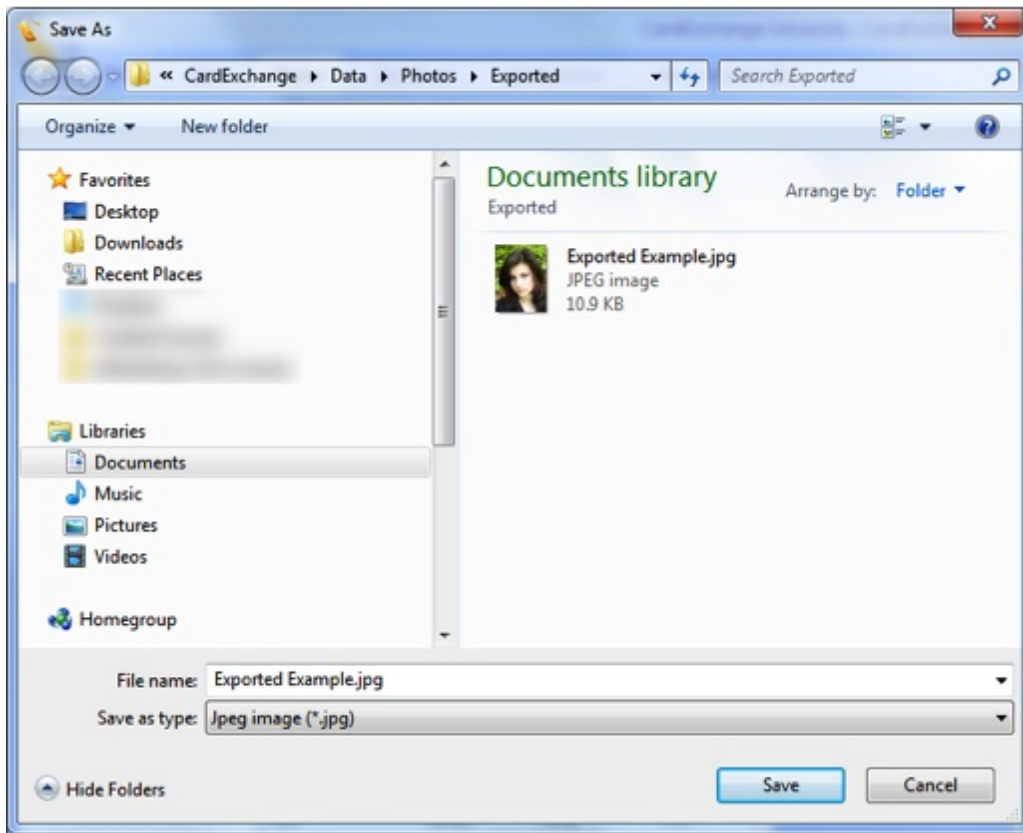 Save As
« CardExchange ▸ Data ▸ Photos ▸ Exported
Search Exported
Organize
New folder
Favorites
Desktop
Downloads
Recent Places
Libraries
Documents
Music
Pictures
Videos
Homegroup
Documents library
Exported
Arrange by: Folder
Exported Example.jpg
JPEG image
10.9 KB
File name: Exported Example.jpg
Save as type: Jpeg image (*.jpg)
Hide Folders
Save
Cancel